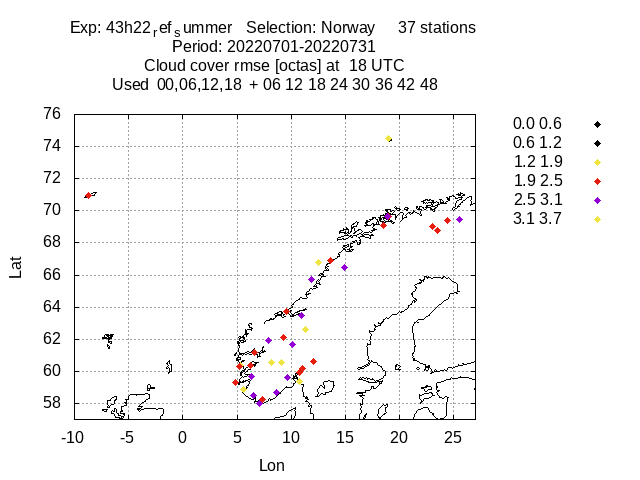 Exp: 43h22refsummer Selection: Norway 37 stations
Period: 20220701-20220731
Cloud cover rmse [octas] at 18 UTC
Used 00,06,12,18 + 06 12 18 24 30 36 42 48
76
74
72
70
68
66
64
62
60
58
Lat
-10 -5 0 5 10 15 20 25
Lon
0.0 0.6
0.6 1.2
1.2 1.9
1.9 2.5
2.5 3.1
3.1 3.7